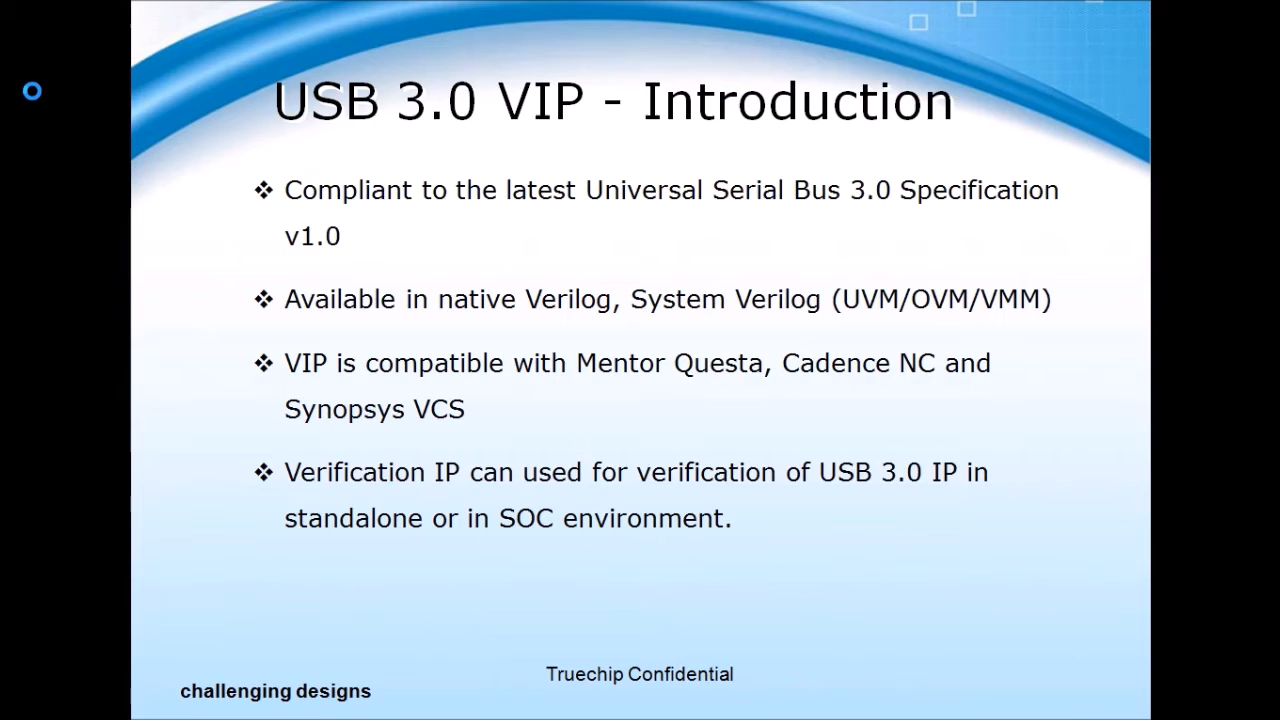 USB 3.0 VIP - Introduction
❖ Compliant to the latest Universal Serial Bus 3.0 Specification
v1.0
❖ Available in native Verilog, System Verilog (UVM/OVM/VMM)
❖ VIP is compatible with Mentor Questa, Cadence NC and
Synopsys VCS
❖ Verification IP can used for verification of USB 3.0 IP in
standalone or in SOC environment.
Truechip Confidential
challenging designs